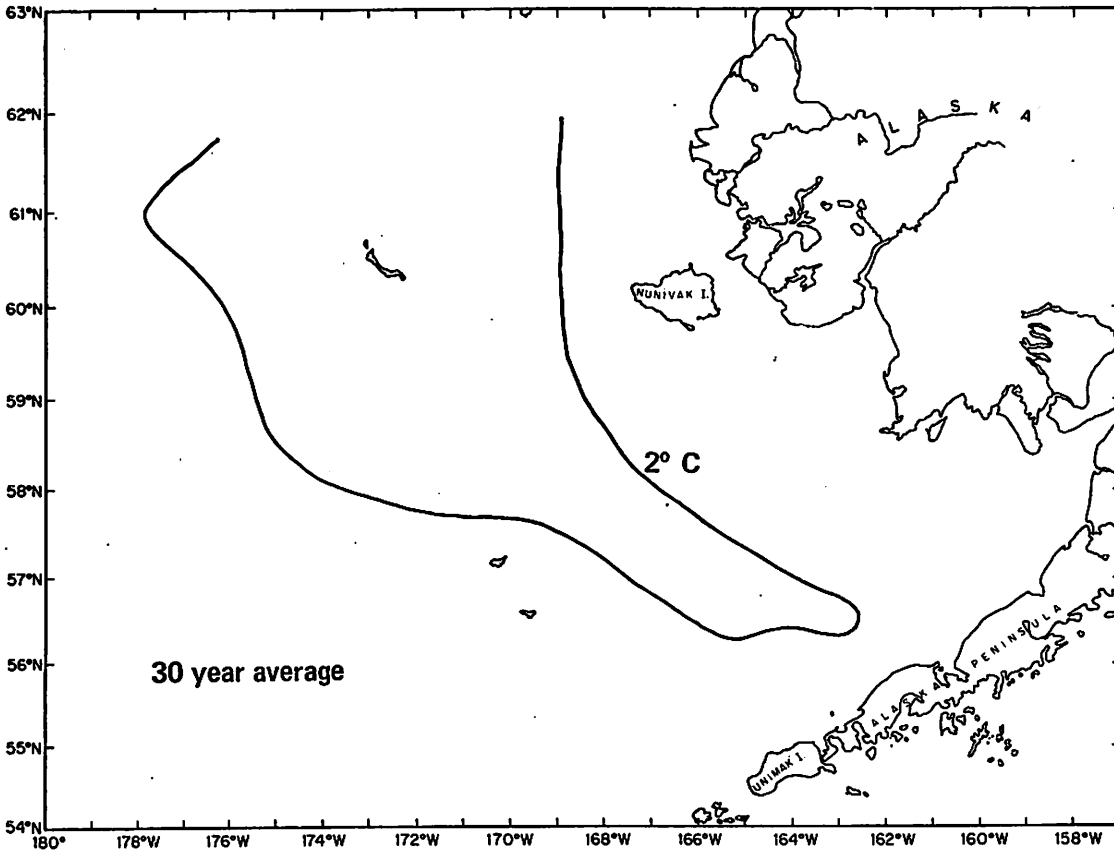 63°N
62°N
61°N
60°N
59°N
58°N
57°N
56°N
55°N
54°N
ALASKA
NUNIVAK I.
2° C
30 year average
ALASKA PENINSULA
UNIMAK I.
180° 178°W 176°W 174°W 172°W 170°W 168°W 166°W 164°W 162°W 160°W 158°W